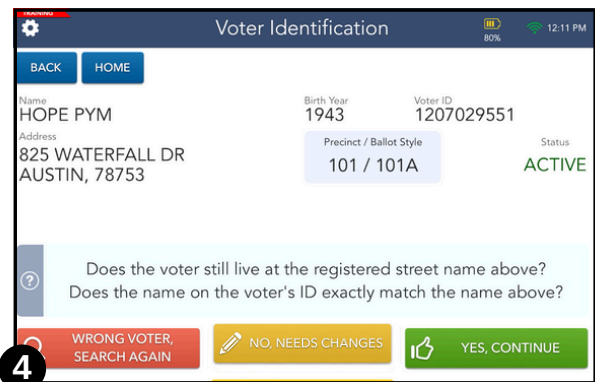 TRAINING
Voter Identification
80%
12:11 PM
BACK HOME
Name
HOPE PYM
Birth Year
1943
Voter ID
1207029551
Address
825 WATERFALL DR
AUSTIN, 78753
Precinct / Ballot Style
101 / 101A
Status
ACTIVE
?
Does the voter still live at the registered street name above?
Does the name on the voter's ID exactly match the name above?
WRONG VOTER,
SEARCH AGAIN
NO, NEEDS CHANGES
YES, CONTINUE
4